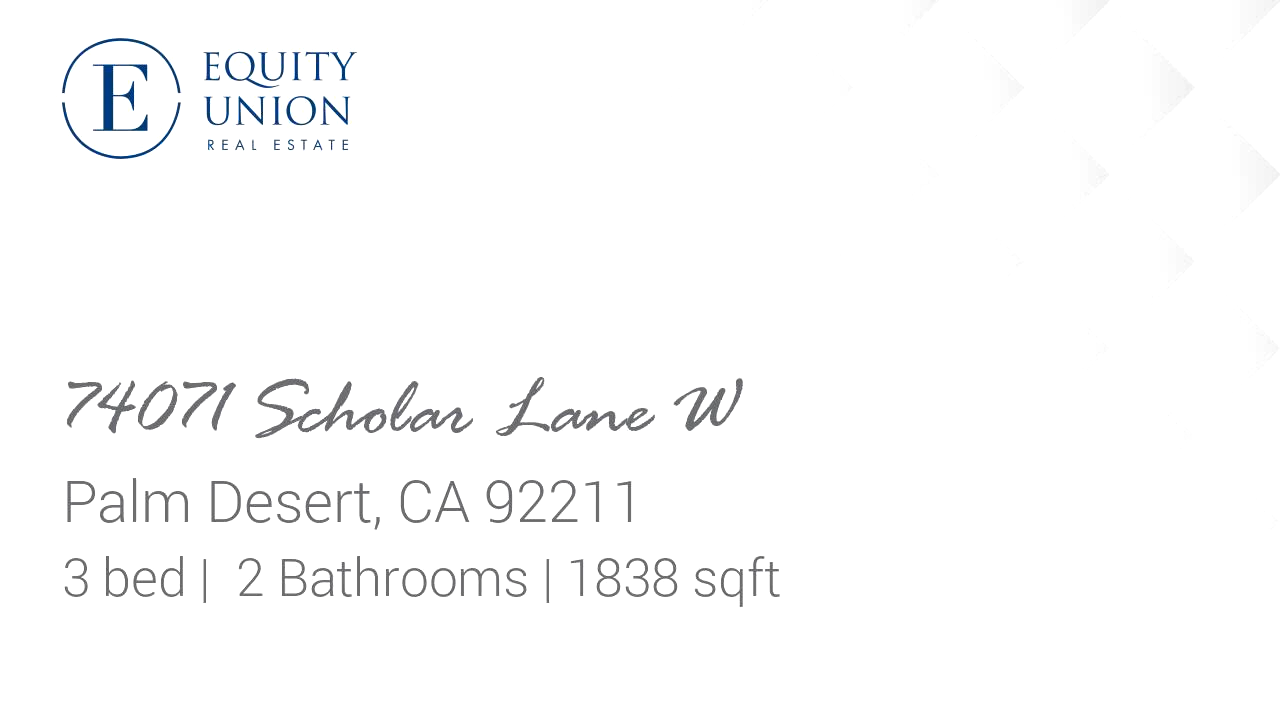 E
EQUITY
UNION
REAL ESTATE
74071 Scholar Lane W
Palm Desert, CA 92211
3 bed | 2 Bathrooms | 1838 sqft